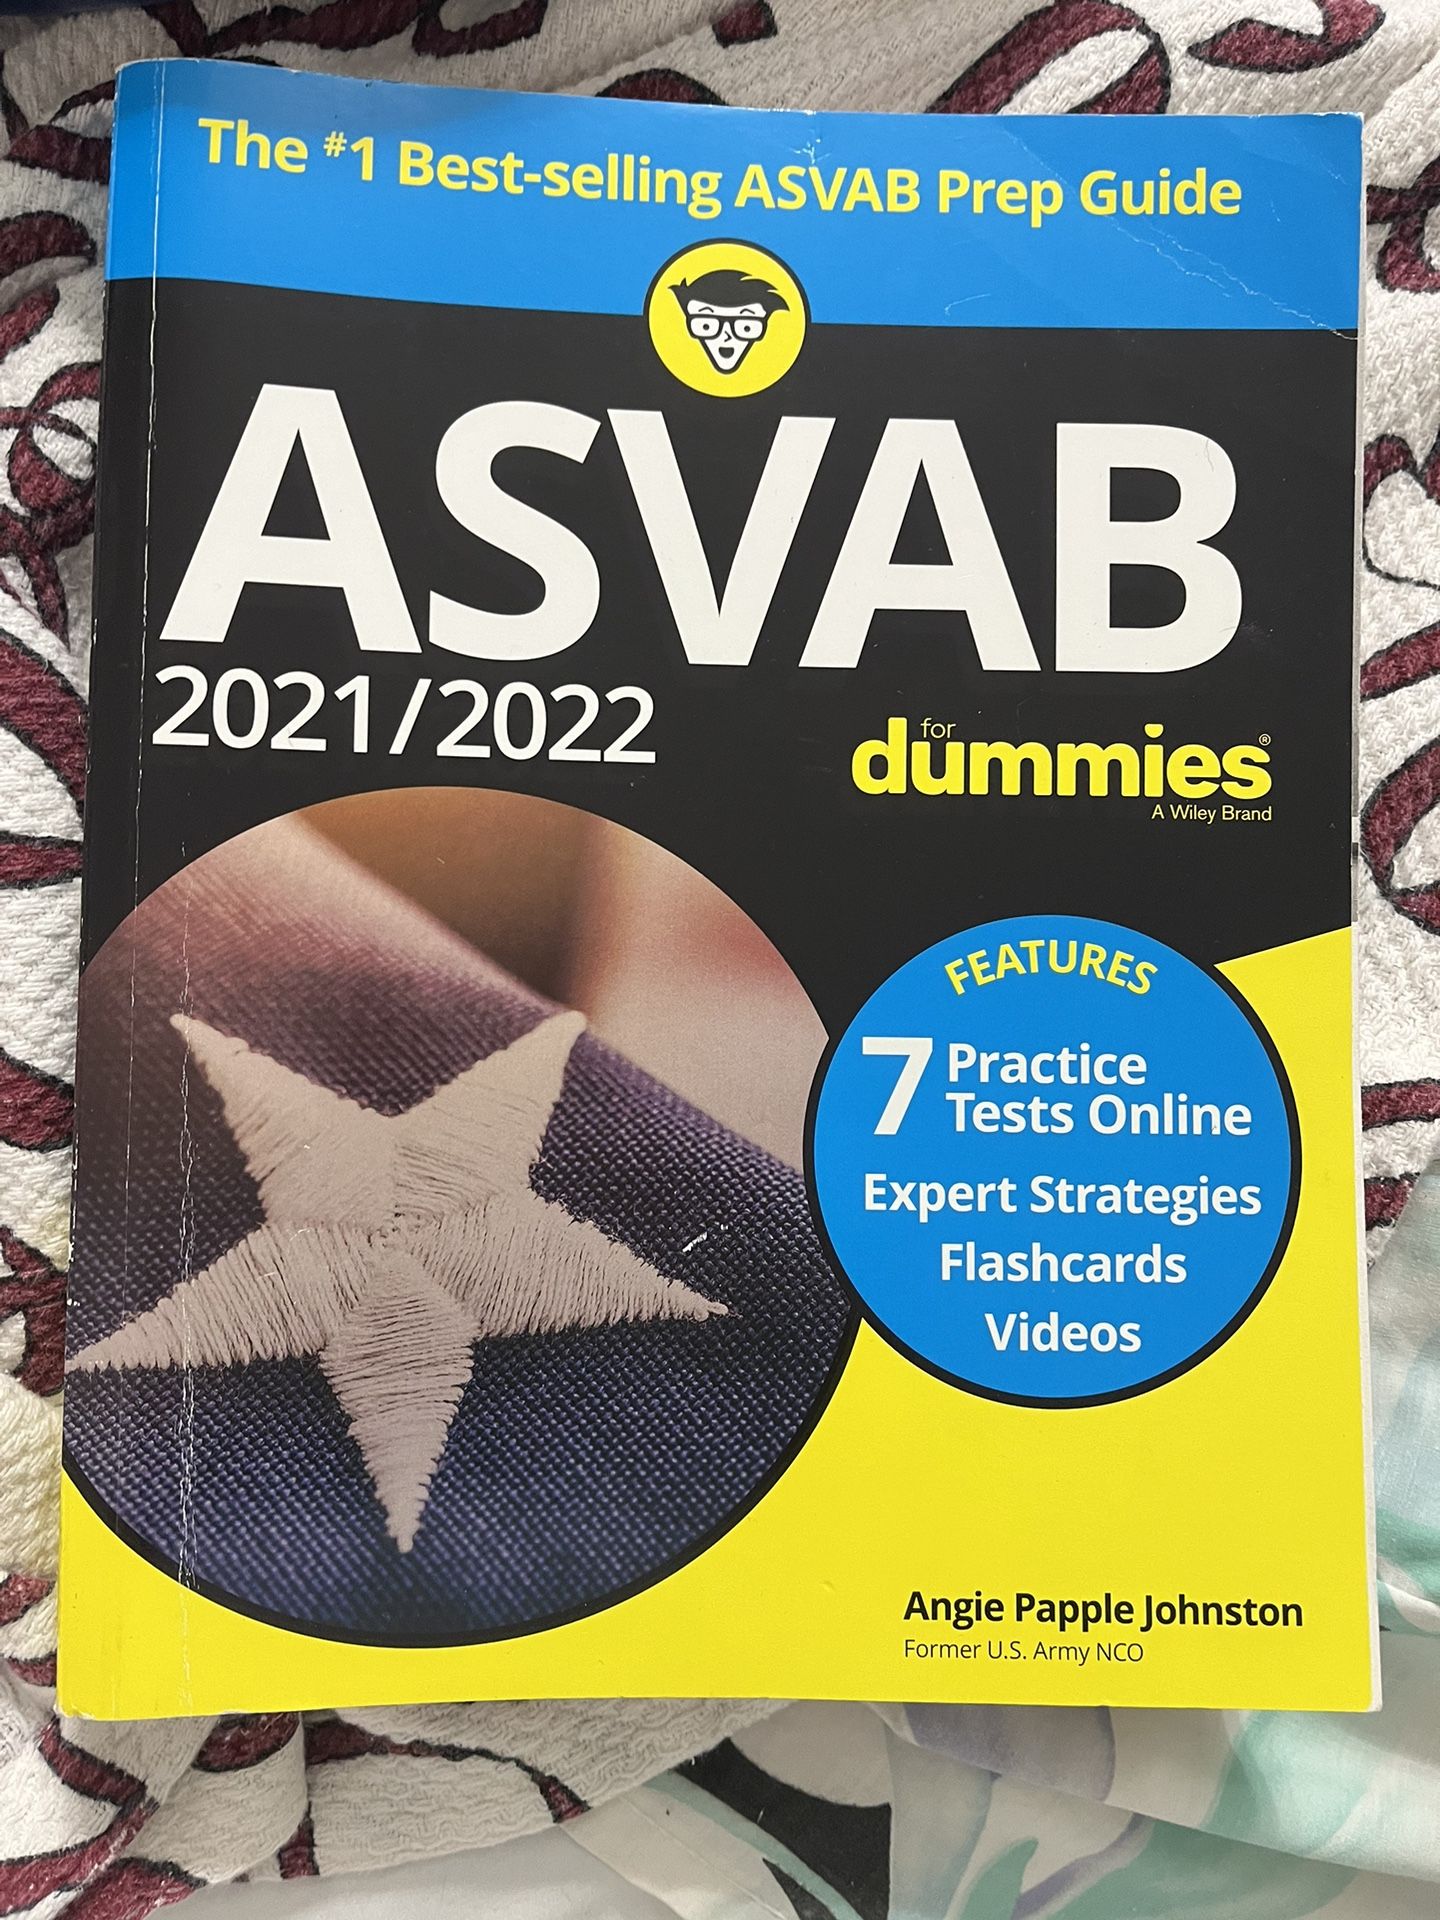 The #1 Best-selling ASVAB Prep Guide
ASVAB
2021/2022
for
dummies®
A Wiley Brand
FEATURES
7 Practice
Tests Online
Expert Strategies
Flashcards
Videos
Angie Papple Johnston
Former U.S. Army NCO